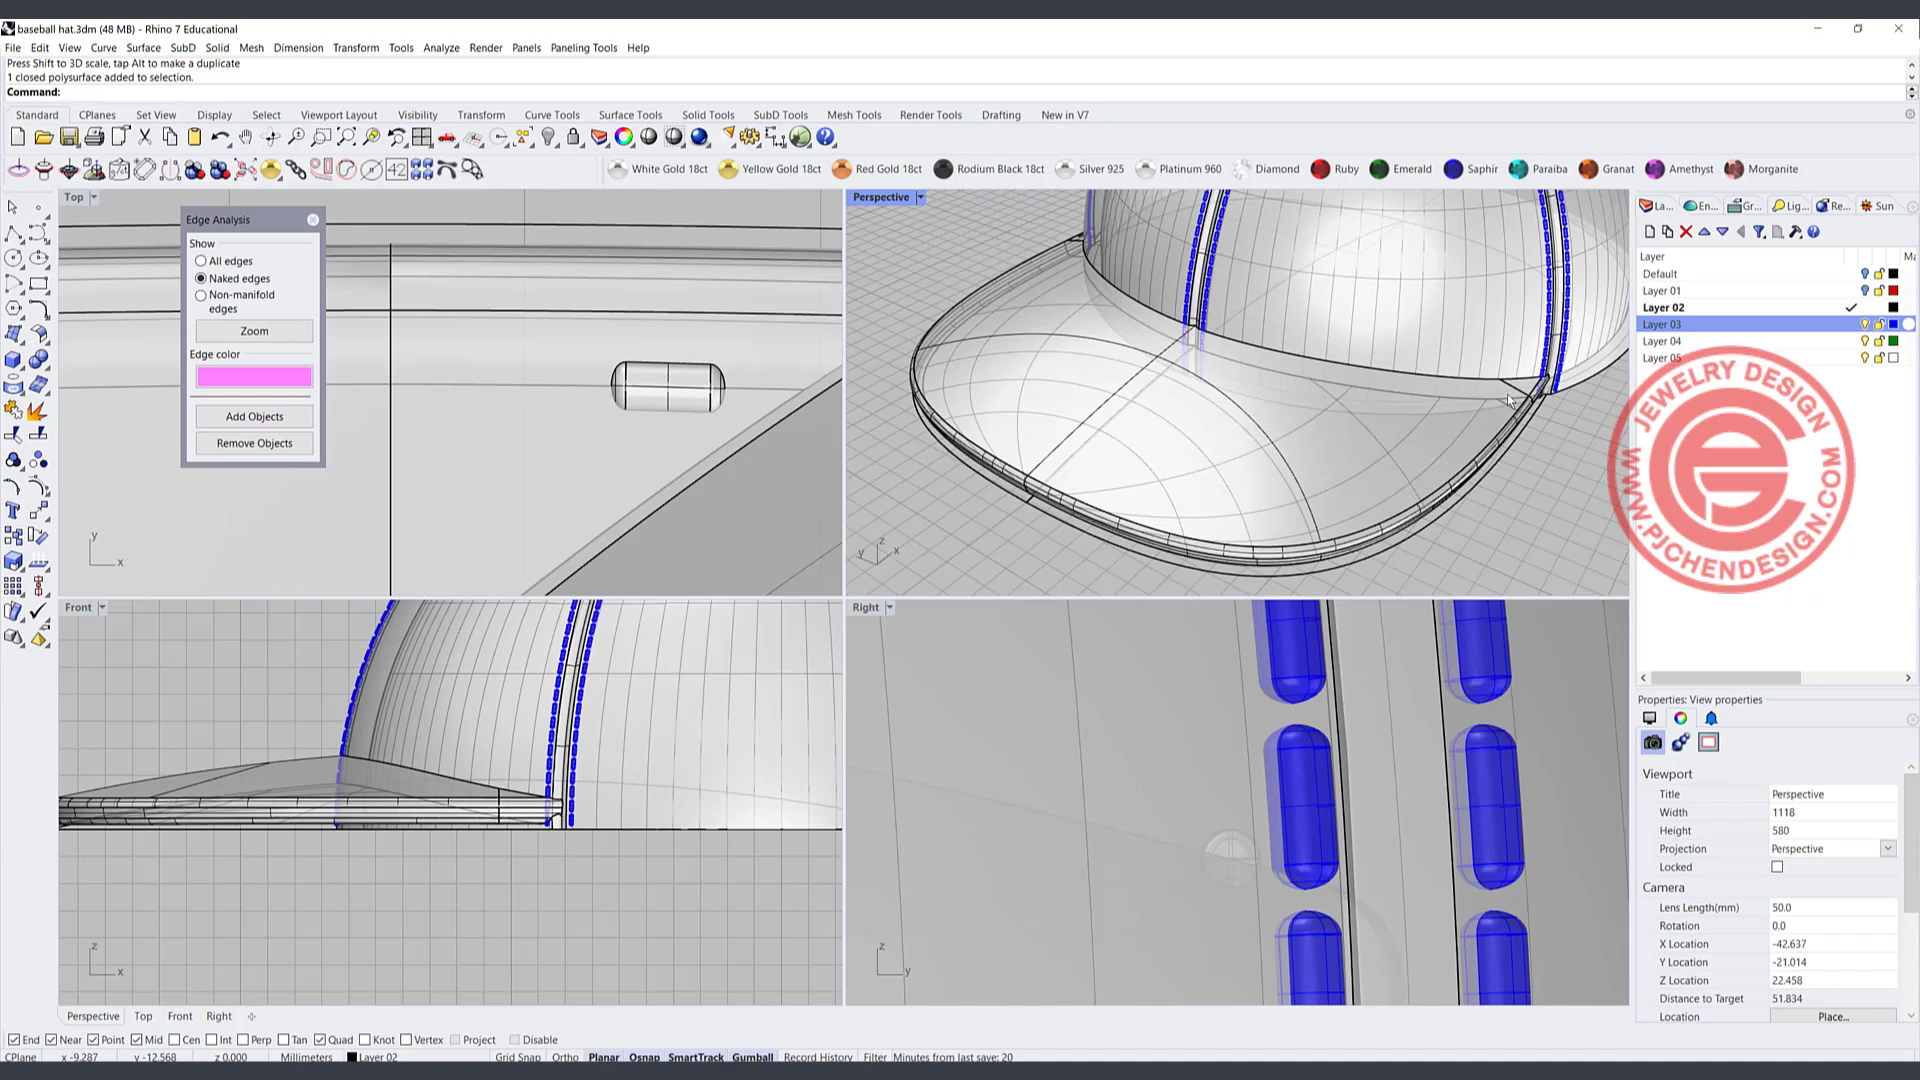 baseball hat.3dm (48 MB) - Rhino 7 Educational
File Edit View Curve Surface SubD Solid Mesh Dimension Transform Tools Analyze Render Panels Paneling Tools Help
Press Shift to 3D scale, tap Alt to make a duplicate
1 closed polysurface added to selection.
Command:
Standard CPlanes Set View Display Select Viewport Layout Visibility Transform Curve Tools Surface Tools Solid Tools SubD Tools Mesh Tools Render Tools Drafting New in V7
White Gold 18ct Yellow Gold 18ct Red Gold 18ct Rodium Black 18ct Silver 925 Platinum 960 Diamond Ruby Emerald Saphir Paraiba Granat Amethyst Morganite
Top
Perspective
La... En... Gr... Lig... Re... Sun
Edge Analysis
Show
All edges
Naked edges
Non-manifold
edges
Zoom
Edge color
Add Objects
Remove Objects
y
x
z
y x
Layer Ma
Default
Layer 01
Layer 02
Layer 03
Layer 04
Layer 05
JEWELRY DESIGN
WWW.PJCHENDESIGN.COM
Front
Right
z
x
z
y
Properties: View properties
Viewport
Title Perspective
Width 1118
Height 580
Projection Perspective
Locked
Camera
Lens Length(mm) 50.0
Rotation 0.0
X Location -42.637
Y Location -21.014
Z Location 22.458
Distance to Target 51.834
Location Place...
Perspective Top Front Right
End Near Point Mid Cen Int Perp Tan Quad Knot Vertex Project Disable
CPlane x -9.287 y -12.568 z 0.000 Millimeters Layer 02 Grid Snap Ortho Planar Osnap SmartTrack Gumball Record History Filter Minutes from last save: 20